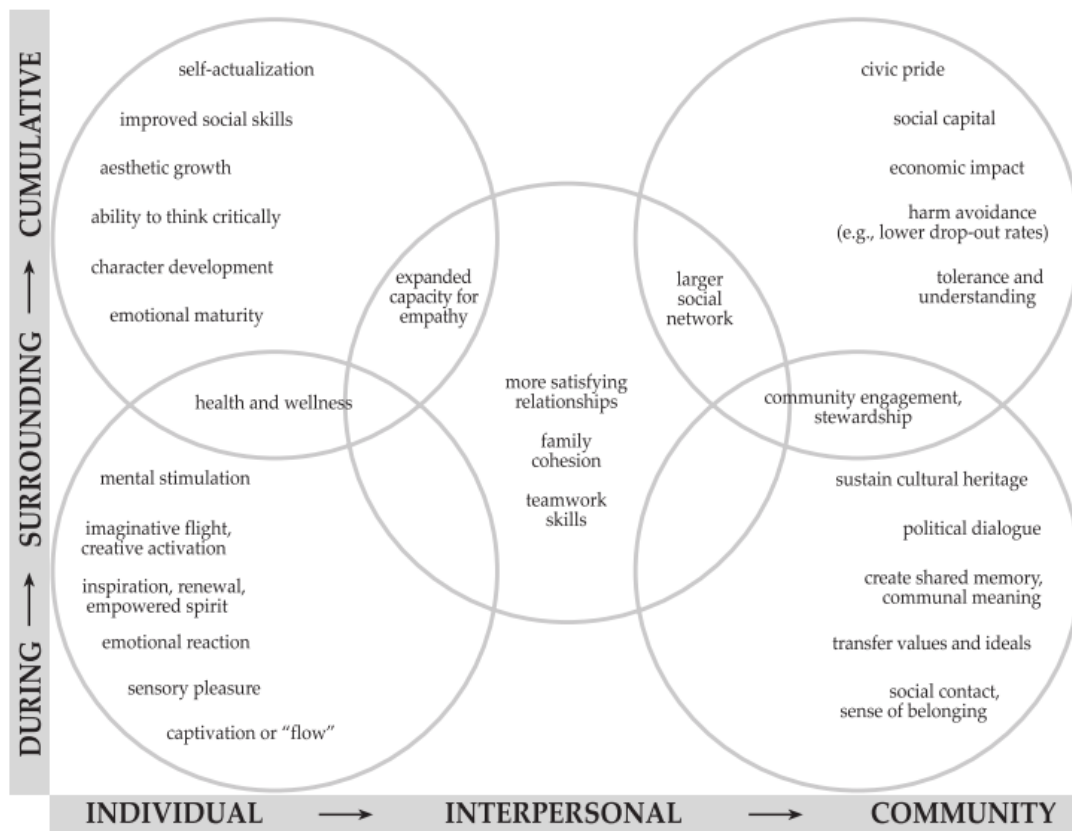 CUMULATIVE
SURROUNDING
DURING
self-actualization
improved social skills
aesthetic growth
ability to think critically
character development
emotional maturity
expanded
capacity for
empathy
civic pride
social capital
economic impact
harm avoidance
(e.g., lower drop-out rates)
tolerance and
understanding
larger
social
network
health and wellness
more satisfying
relationships
family
cohesion
teamwork
skills
community engagement,
stewardship
mental stimulation
imaginative flight,
creative activation
inspiration, renewal,
empowered spirit
emotional reaction
sensory pleasure
captivation or “flow”
sustain cultural heritage
political dialogue
create shared memory,
communal meaning
transfer values and ideals
social contact,
sense of belonging
INDIVIDUAL → INTERPERSONAL → COMMUNITY